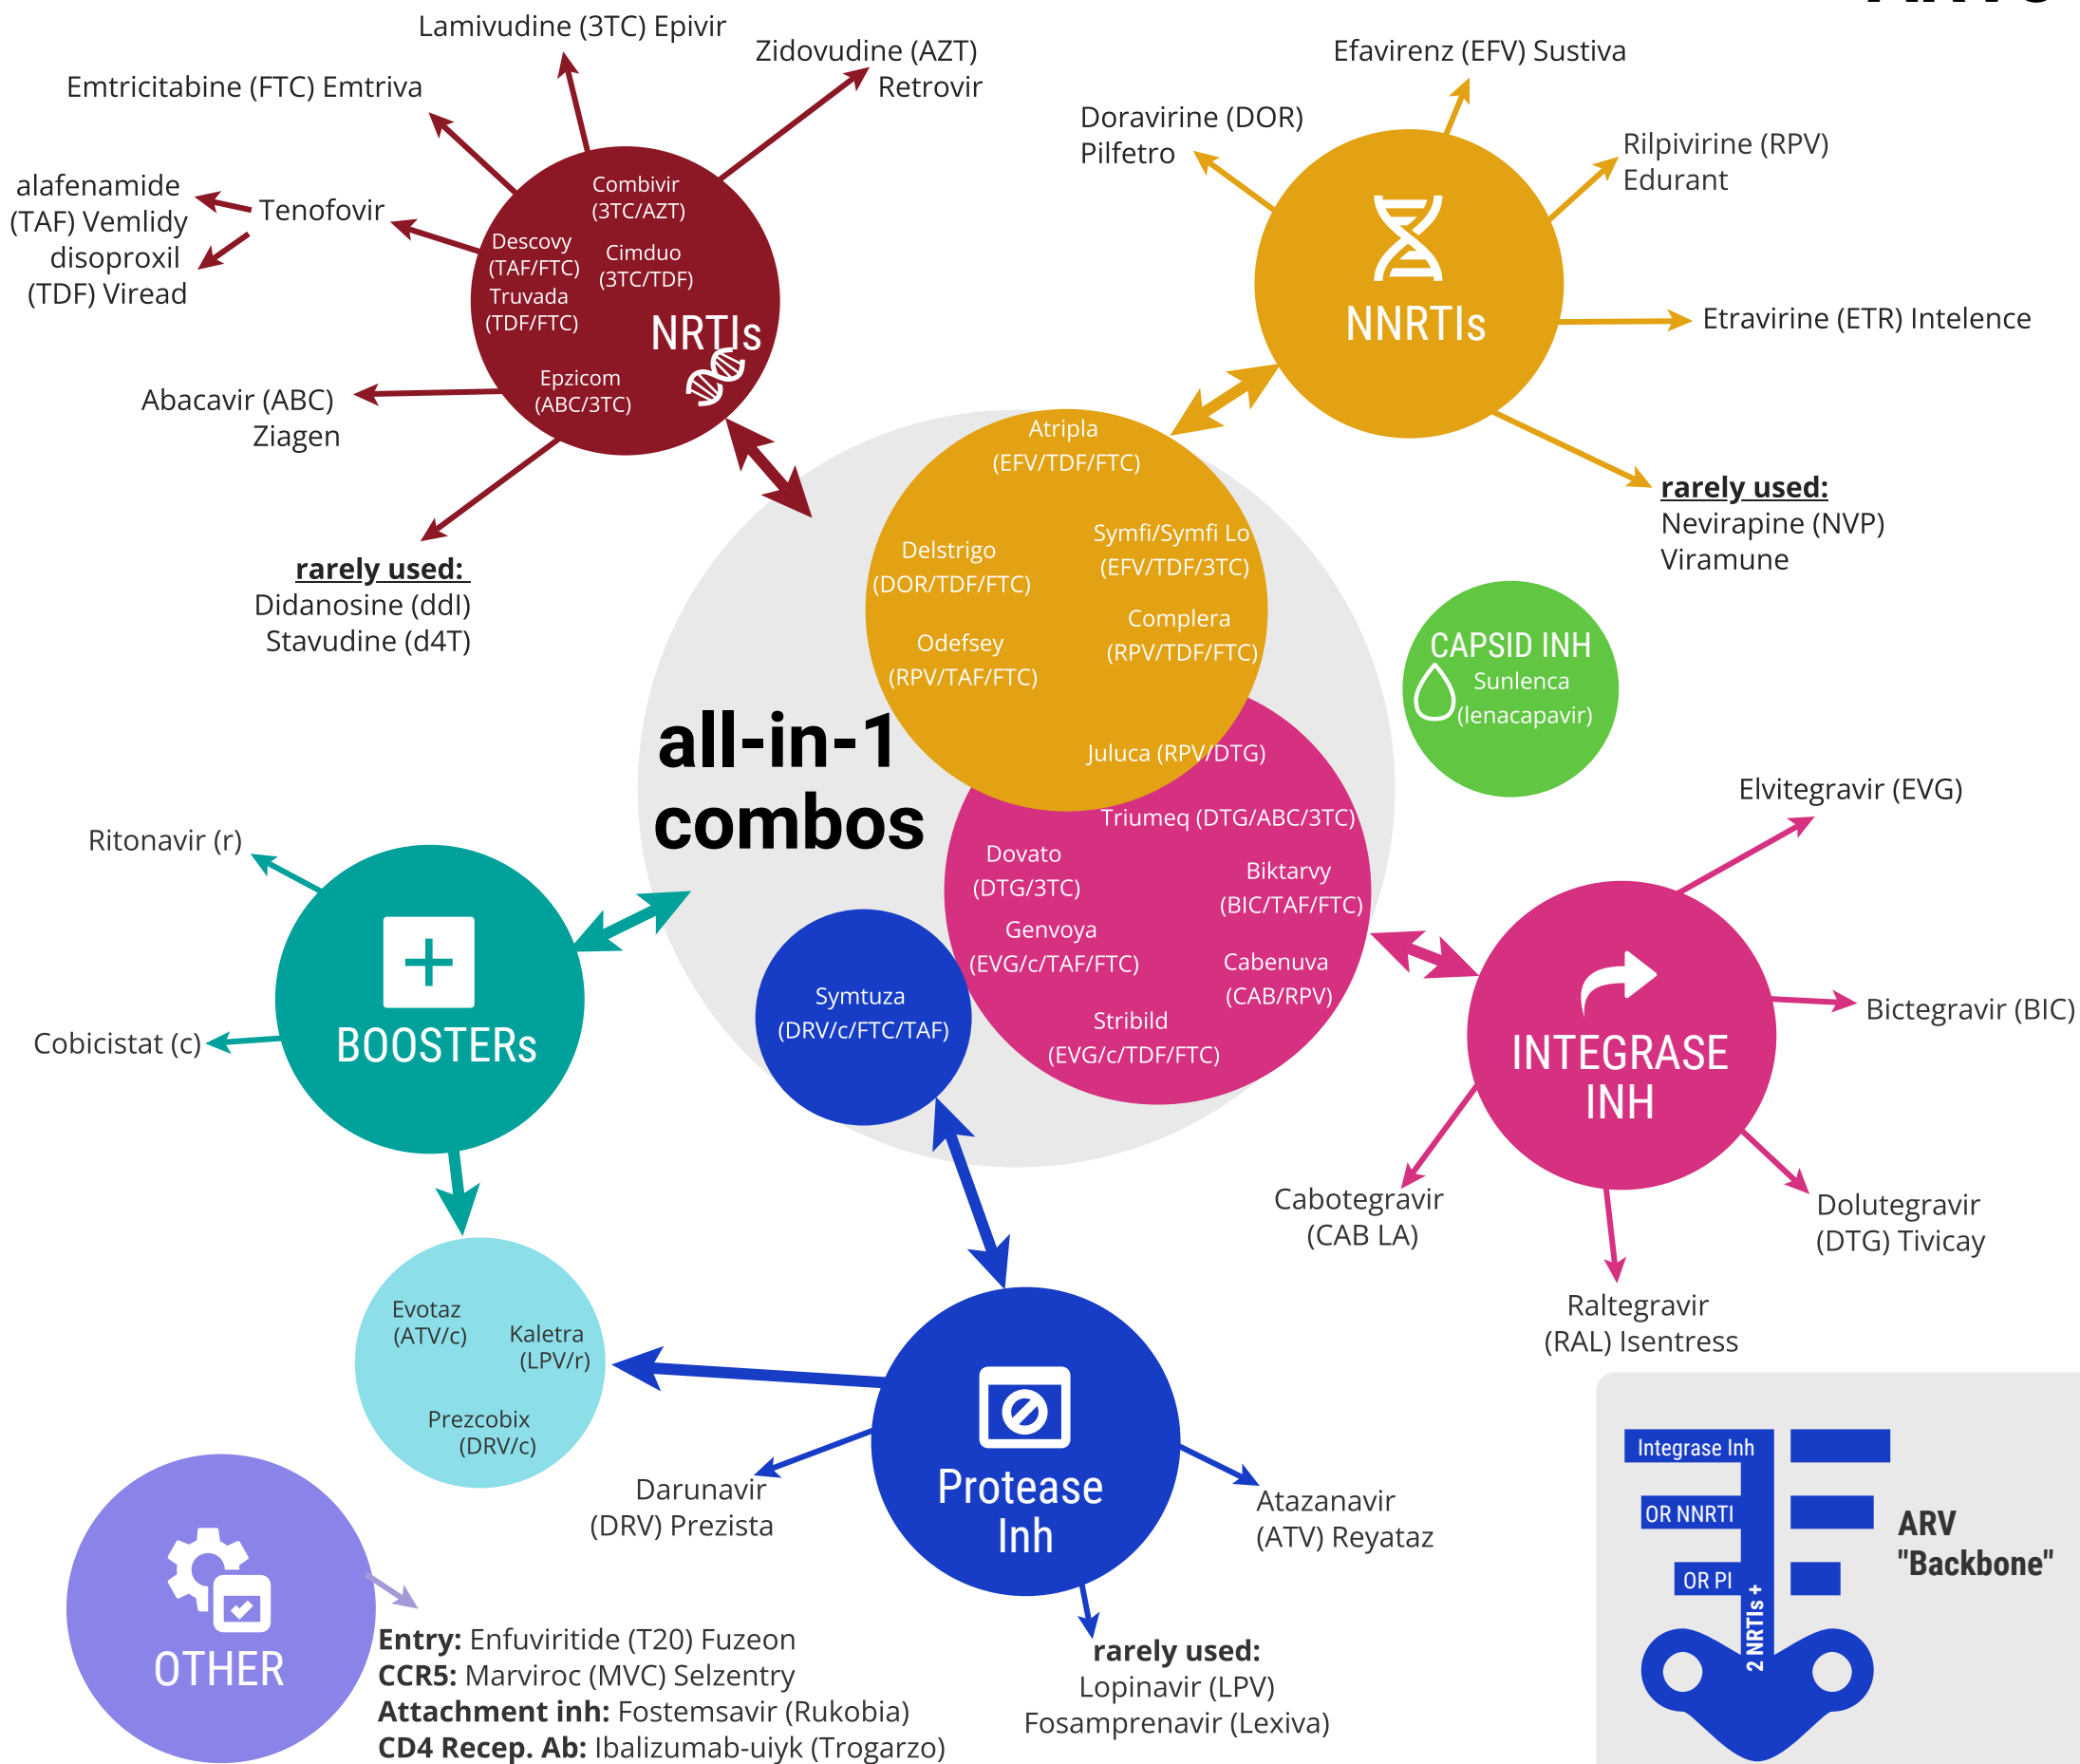 Lamivudine (3TC) Epivir
Zidovudine (AZT)
Retrovir
Emtricitabine (FTC) Emtriva
alafenamide
(TAF) Vemlidy
disoproxil
(TDF) Viread
Tenofovir
Abacavir (ABC)
Ziagen
rarely used:
Didanosine (ddI)
Stavudine (d4T)
Combivir
(3TC/AZT)
Descovy
(TAF/FTC)
Cimduo
(3TC/TDF)
Truvada
(TDF/FTC)
NRTIs
Epzicom
(ABC/3TC)
Efavirenz (EFV) Sustiva
Doravirine (DOR)
Pilfetro
Rilpivirine (RPV)
Edurant
NNRTIs
Etravirine (ETR) Intelence
rarely used:
Nevirapine (NVP)
Viramune
Atripla
(EFV/TDF/FTC)
Symfi/Symfi Lo
(EFV/TDF/3TC)
Delstrigo
(DOR/TDF/FTC)
Complera
(RPV/TDF/FTC)
Odefsey
(RPV/TAF/FTC)
CAPSID INH
Sunlenca
(lenacapavir)
all-in-1
combos
Juluca (RPV/DTG)
Triumeq (DTG/ABC/3TC)
Dovato
(DTG/3TC)
Biktarvy
(BIC/TAF/FTC)
Genvoya
(EVG/c/TAF/FTC)
Cabenuva
(CAB/RPV)
Stribild
(EVG/c/TDF/FTC)
Symtuza
(DRV/c/FTC/TAF)
Ritonavir (r)
Cobicistat (c)
BOOSTERs
Elvitegravir (EVG)
Bictegravir (BIC)
INTEGRASE
INH
Cabotegravir
(CAB LA)
Dolutegravir
(DTG) Tivicay
Raltegravir
(RAL) Isentress
Evotaz
(ATV/c)
Kaletra
(LPV/r)
Prezcobix
(DRV/c)
Protease
Inh
Darunavir
(DRV) Prezista
Atazanavir
(ATV) Reyataz
rarely used:
Lopinavir (LPV)
Fosamprenavir (Lexiva)
OTHER
Entry: Enfuviritide (T20) Fuzeon
CCR5: Marviroc (MVC) Selzentry
Attachment inh: Fostemsavir (Rukobia)
CD4 Recep. Ab: Ibalizumab-uiyk (Trogarzo)
Integrase Inh
OR NNRTI
OR PI
2 NRTIs +
ARV
"Backbone"